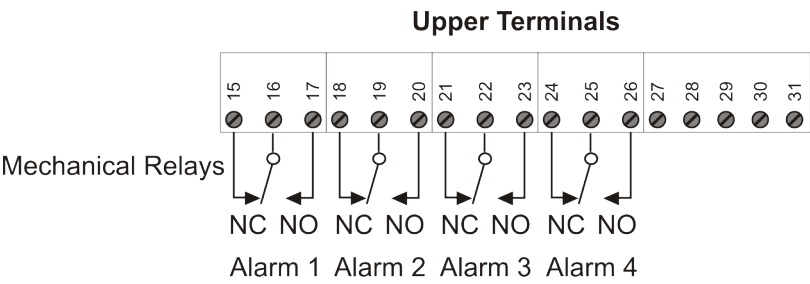 Upper Terminals
15 16 17 18 19 20 21 22 23 24 25 26 27 28 29 30 31
Mechanical Relays
NC NO NC NO NC NO NC NO
Alarm 1 Alarm 2 Alarm 3 Alarm 4